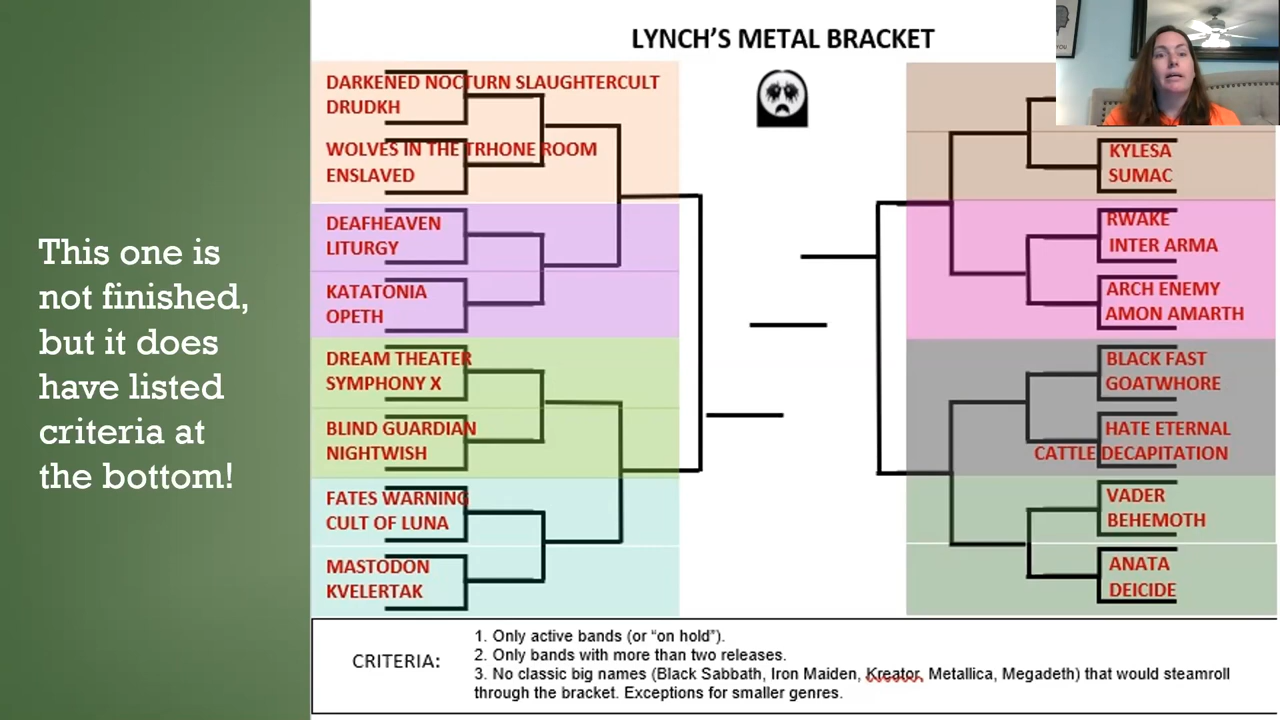 This one is
not finished,
but it does
have listed
criteria at
the bottom!
LYNCH'S METAL BRACKET
DARKENED NOCTURN SLAUGHTERCULT
DRUDKH
WOLVES IN THE TRHONE ROOM
ENSLAVED
DEAFHEAVEN
LITURGY
KATATONIA
OPETH
DREAM THEATER
SYMPHONY X
BLIND GUARDIAN
NIGHTWISH
FATES WARNING
CULT OF LUNA
MASTODON
KVELERTAK
YOU
KYLESA
SUMAC
RWAKE
INTER ARMA
ARCH ENEMY
AMON AMARTH
BLACK FAST
GOATWHORE
HATE ETERNAL
CATTLE DECAPITATION
VADER
BEHEMOTH
ANATA
DEICIDE
CRITERIA:
1. Only active bands (or “on hold”).
2. Only bands with more than two releases.
3. No classic big names (Black Sabbath, Iron Maiden, Kreator, Metallica, Megadeth) that would steamroll
through the bracket. Exceptions for smaller genres.